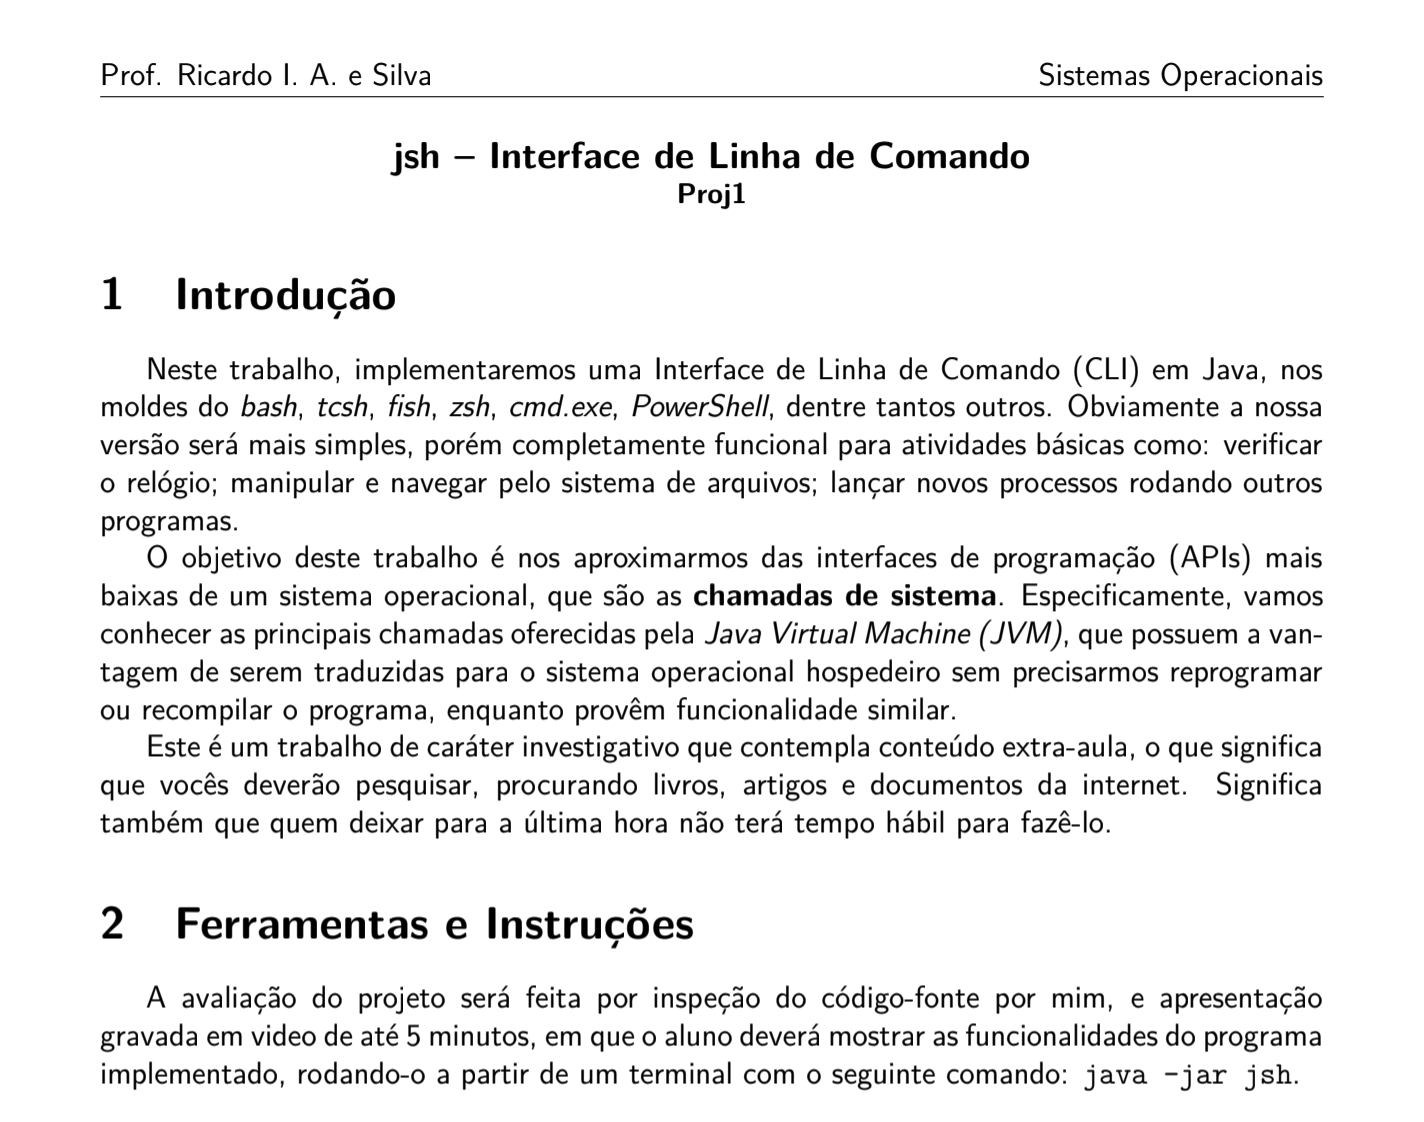 Prof. Ricardo I. A. e Silva Sistemas Operacionais
jsh – Interface de Linha de Comando
Proj1
1 Introdução
Neste trabalho, implementaremos uma Interface de Linha de Comando (CLI) em Java, nos
moldes do bash, tcsh, fish, zsh, cmd.exe, PowerShell, dentre tantos outros. Obviamente a nossa
versão será mais simples, porém completamente funcional para atividades básicas como: verificar
o relógio; manipular e navegar pelo sistema de arquivos; lançar novos processos rodando outros
programas.
O objetivo deste trabalho é nos aproximarmos das interfaces de programação (APIs) mais
baixas de um sistema operacional, que são as chamadas de sistema. Especificamente, vamos
conhecer as principais chamadas oferecidas pela Java Virtual Machine (JVM), que possuem a van-
tagem de serem traduzidas para o sistema operacional hospedeiro sem precisarmos reprogramar
ou recompilar o programa, enquanto provêm funcionalidade similar.
Este é um trabalho de caráter investigativo que contempla conteúdo extra-aula, o que significa
que vocês deverão pesquisar, procurando livros, artigos e documentos da internet. Significa
também que quem deixar para a última hora não terá tempo hábil para fazê-lo.
2 Ferramentas e Instruções
A avaliação do projeto será feita por inspeção do código-fonte por mim, e apresentação
gravada em video de até 5 minutos, em que o aluno deverá mostrar as funcionalidades do programa
implementado, rodando-o a partir de um terminal com o seguinte comando: java -jar jsh.